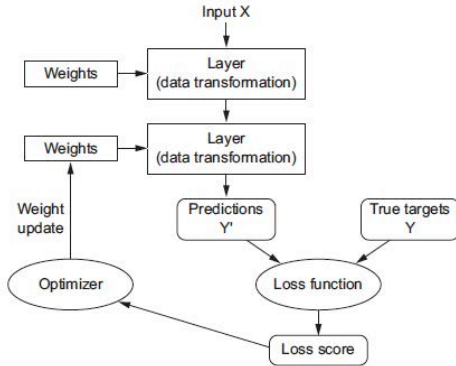 Input X
Weights
Layer
(data transformation)
Weights
Layer
(data transformation)
Weight
update
Predictions
Y'
True targets
Y
Optimizer
Loss function
Loss score